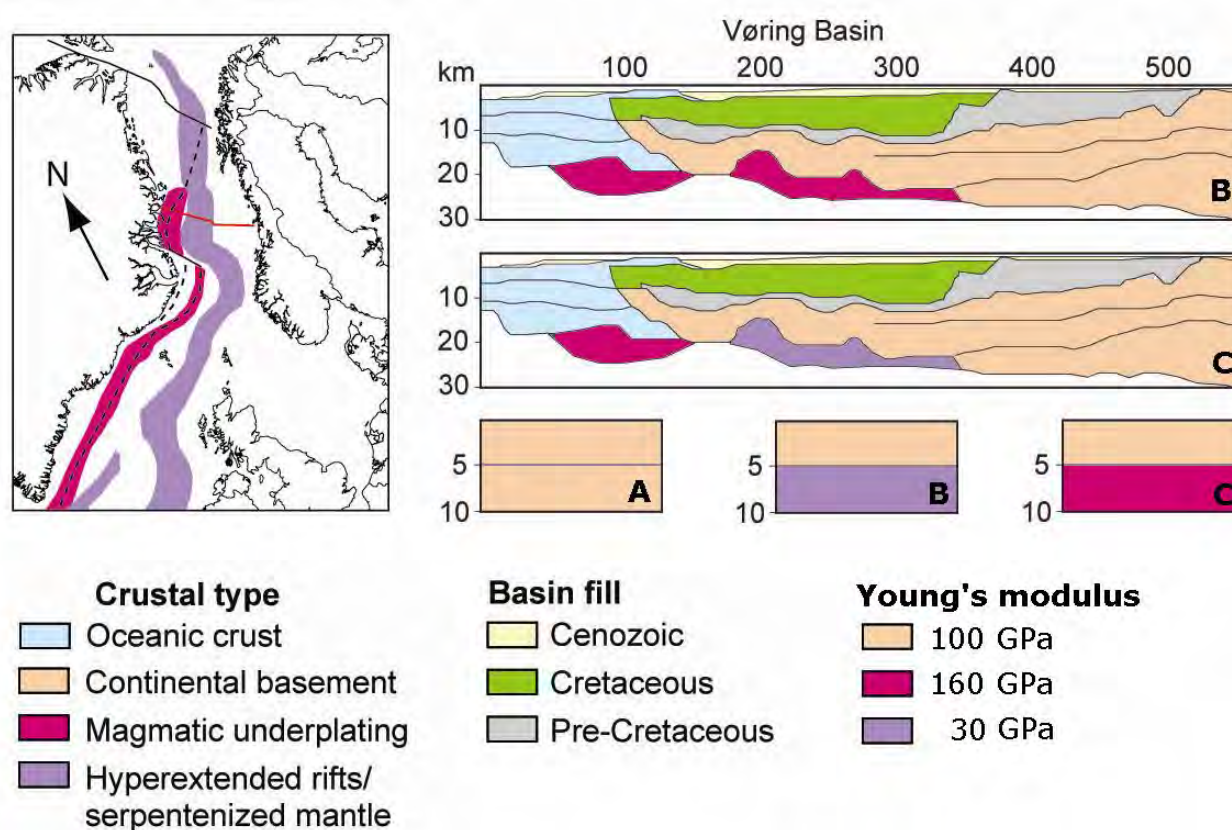 Vøring Basin
km 100 200 300 400 500
10
20
30
B
10
20
30
C
N
5
10
A
5
10
B
5
10
C
Crustal type
Oceanic crust
Continental basement
Magmatic underplating
Hyperextended rifts/
serpentenized mantle
Basin fill
Cenozoic
Cretaceous
Pre-Cretaceous
Young's modulus
100 GPa
160 GPa
30 GPa